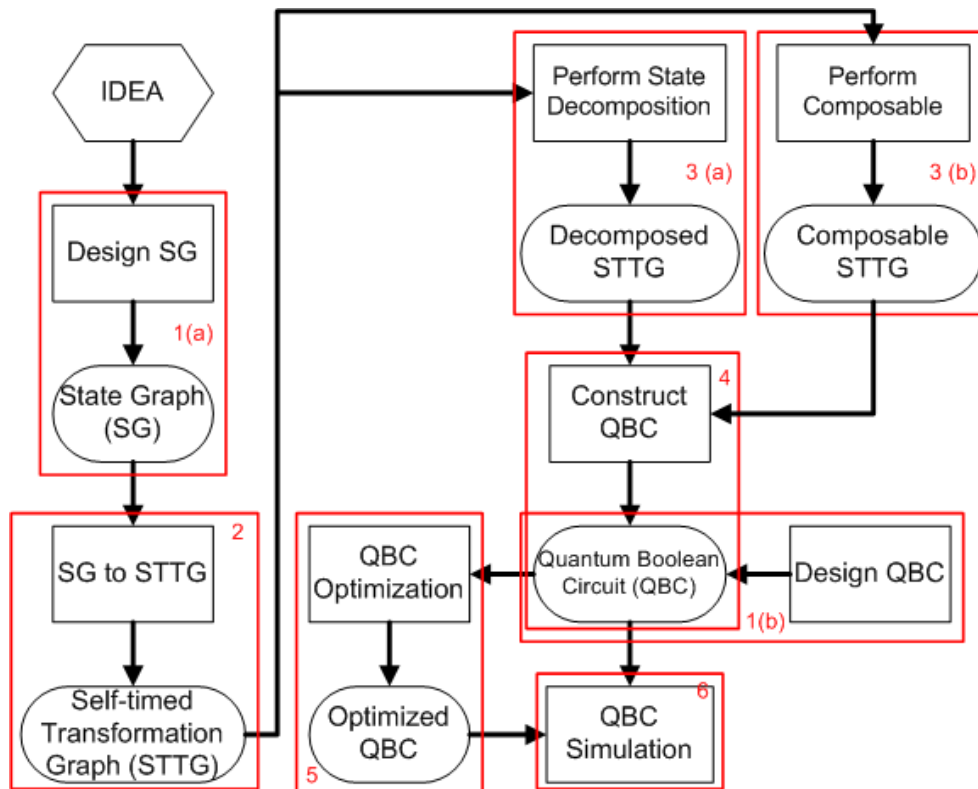 IDEA
Design SG
1(a)
State Graph
(SG)
SG to STTG
2
Self-timed
Transformation
Graph (STTG)
Perform State
Decomposition
3 (a)
Decomposed
STTG
Perform
Composable
3 (b)
Composable
STTG
4
Construct
QBC
Quantum Boolean
Circuit (QBC)
Design QBC
1(b)
QBC
Optimization
Optimized
QBC
5
6
QBC
Simulation